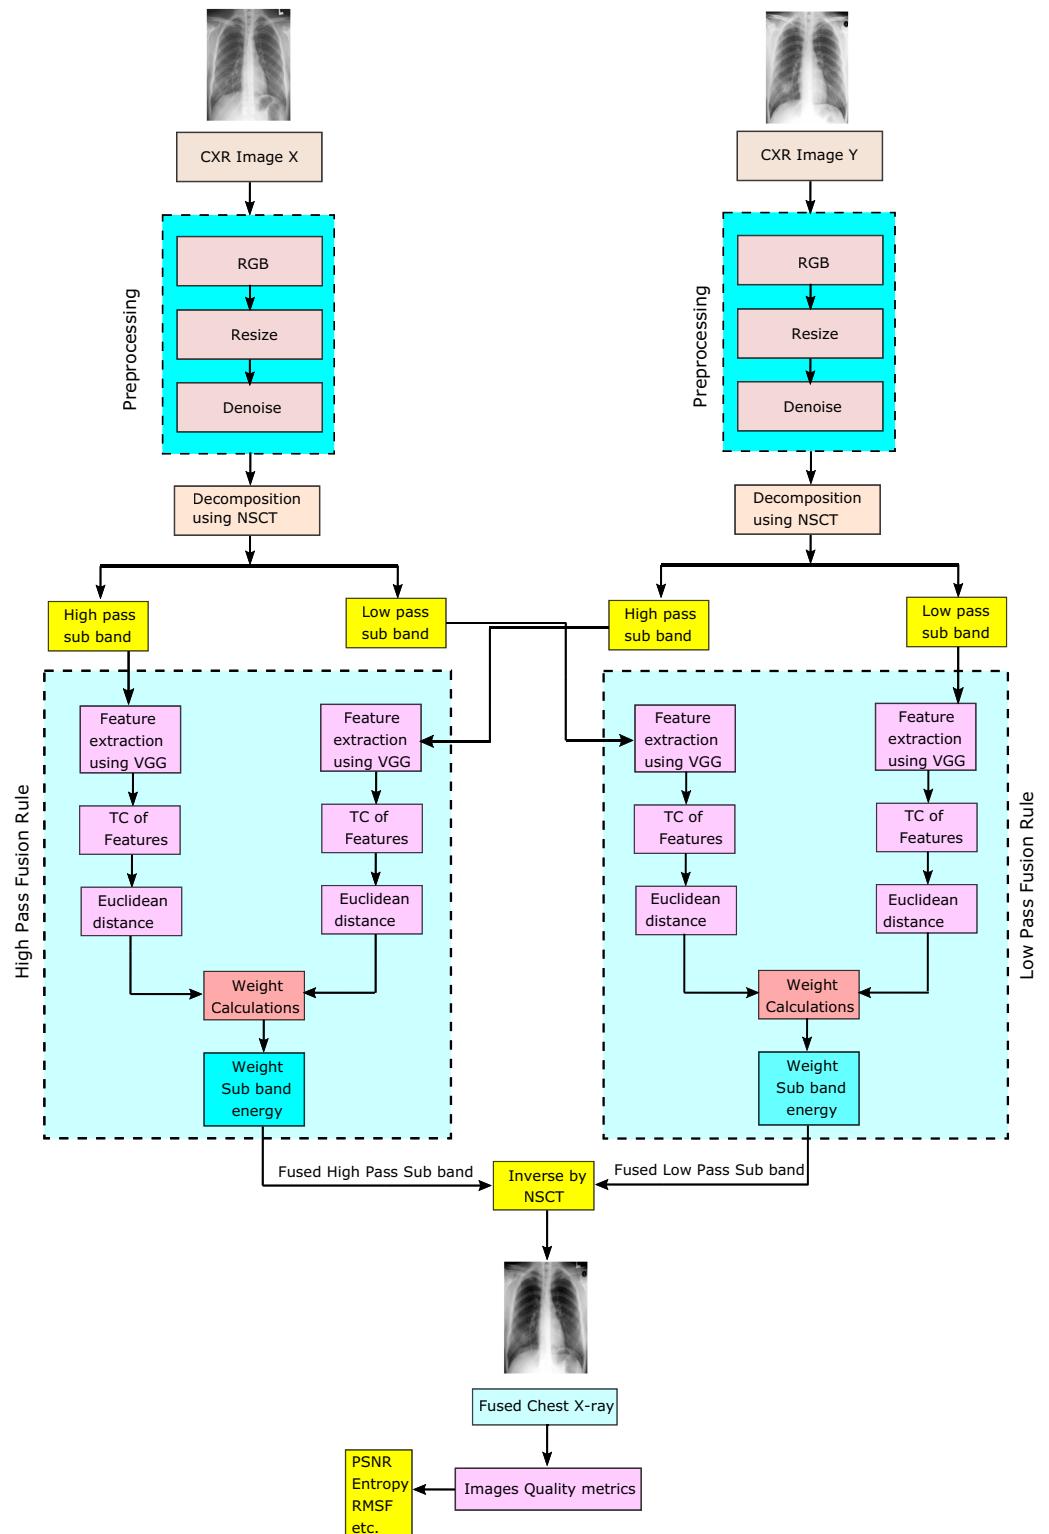 CXR Image X
CXR Image Y
Preprocessing
RGB
Resize
Denoise
Preprocessing
RGB
Resize
Denoise
Decomposition
using NSCT
Decomposition
using NSCT
High pass
sub band
Low pass
sub band
High pass
sub band
Low pass
sub band
High Pass Fusion Rule
Feature
extraction
using VGG
TC of
Features
Euclidean
distance
Feature
extraction
using VGG
TC of
Features
Euclidean
distance
Weight
Calculations
Weight
Sub band
energy
Feature
extraction
using VGG
TC of
Features
Euclidean
distance
Feature
extraction
using VGG
TC of
Features
Euclidean
distance
Weight
Calculations
Weight
Sub band
energy
Low Pass Fusion Rule
Fused High Pass Sub band
Inverse by
NSCT
Fused Low Pass Sub band
Fused Chest X-ray
Images Quality metrics
PSNR
Entropy
RMSF
etc.